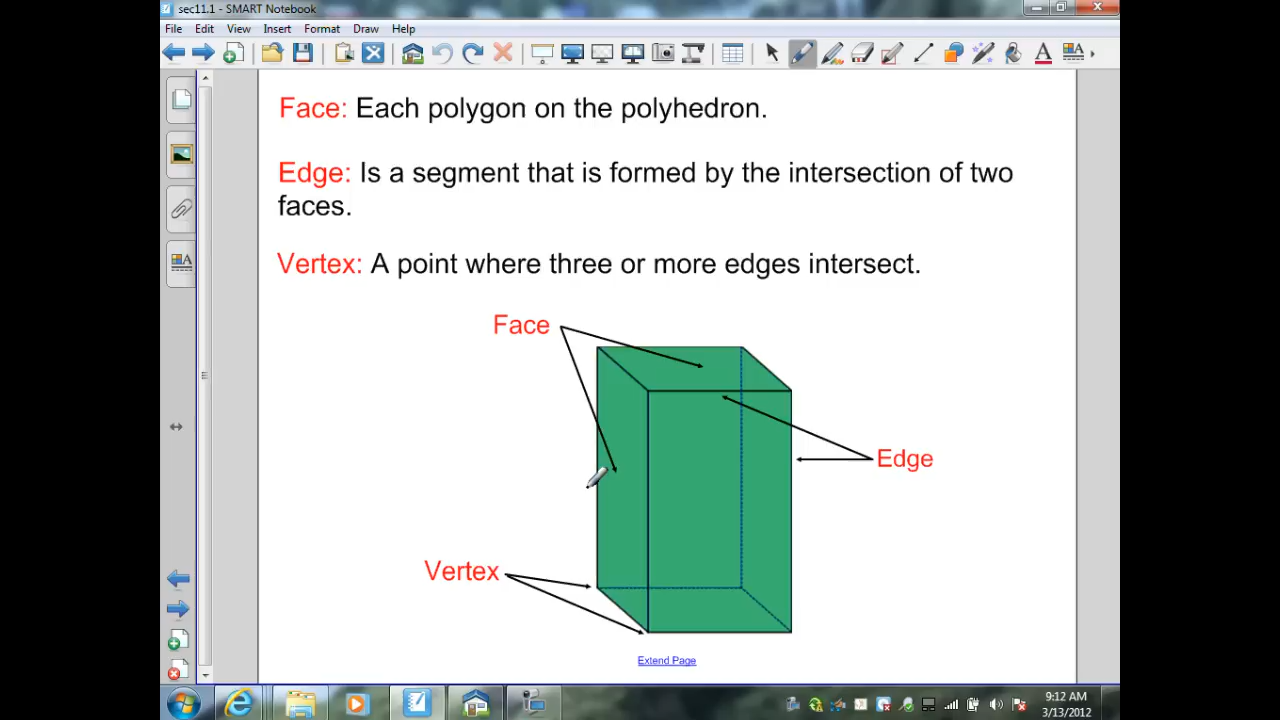 sec11.1 - SMART Notebook
File Edit View Insert Format Draw Help
Face: Each polygon on the polyhedron.
Edge: Is a segment that is formed by the intersection of two
faces.
Vertex: A point where three or more edges intersect.
Face
Edge
Vertex
Extend Page
9:12 AM
3/13/2012